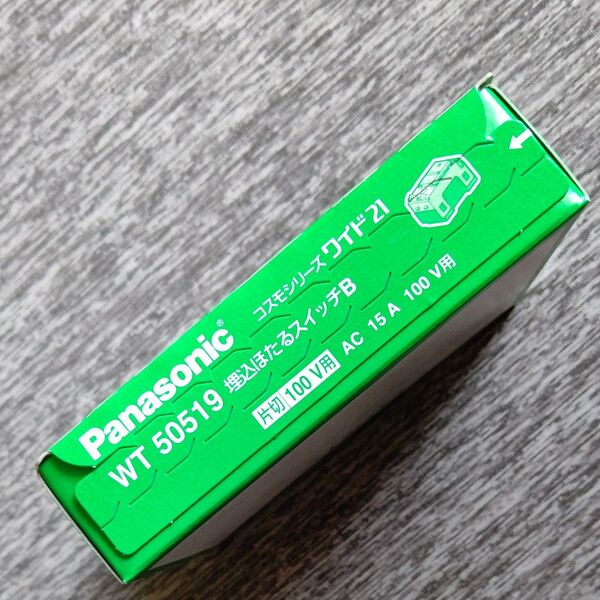 Panasonic®
コスモシリーズ ワイド21
WT 50519 埋込ほたるスイッチB
片切 100 V用 AC 15 A 100 V用